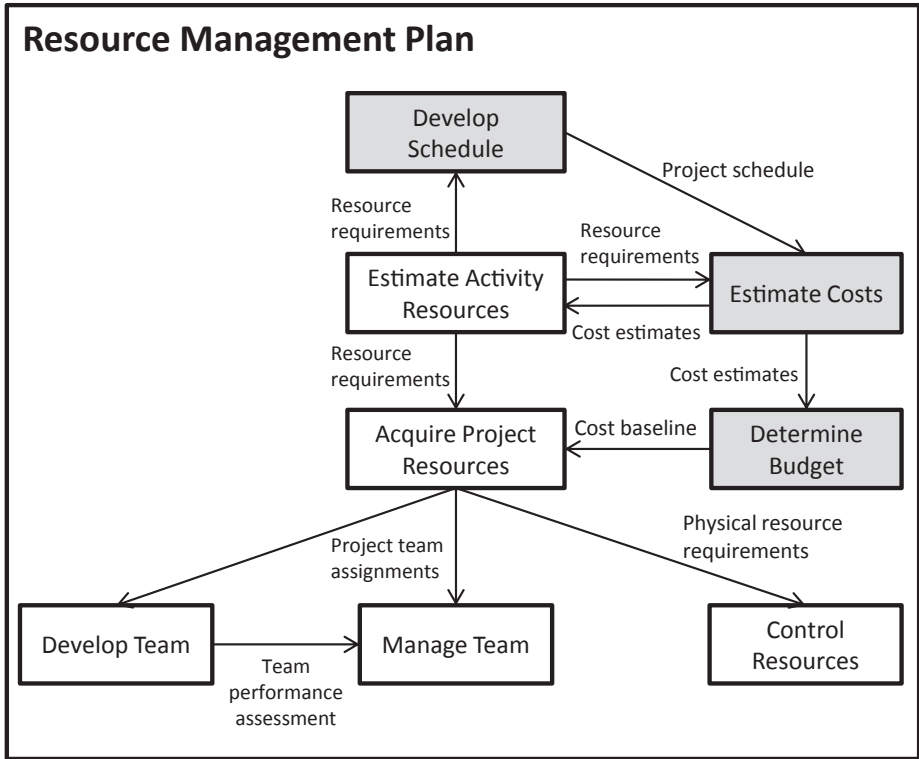 Resource Management Plan
Develop
Schedule
Project schedule
Resource
requirements
Resource
requirements
Estimate Activity
Resources
Estimate Costs
Cost estimates
Resource
requirements
Cost estimates
Acquire Project
Resources
Cost baseline
Determine
Budget
Physical resource
requirements
Project team
assignments
Develop Team
Manage Team
Control
Resources
Team
performance
assessment